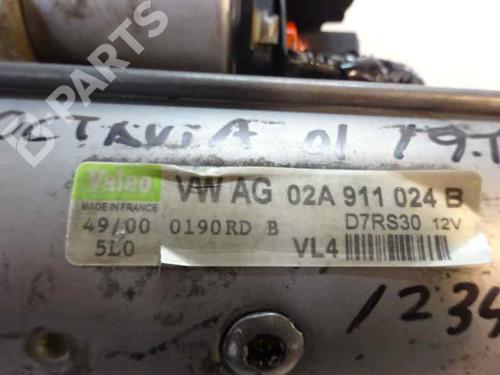 B-PARTS
OCTAVIA 01 19T
Valeo VW AG 02A 911 024 B
MADE IN FRANCE
49/00 0190RD B D7RS30 12V
5L0 VL4
1234